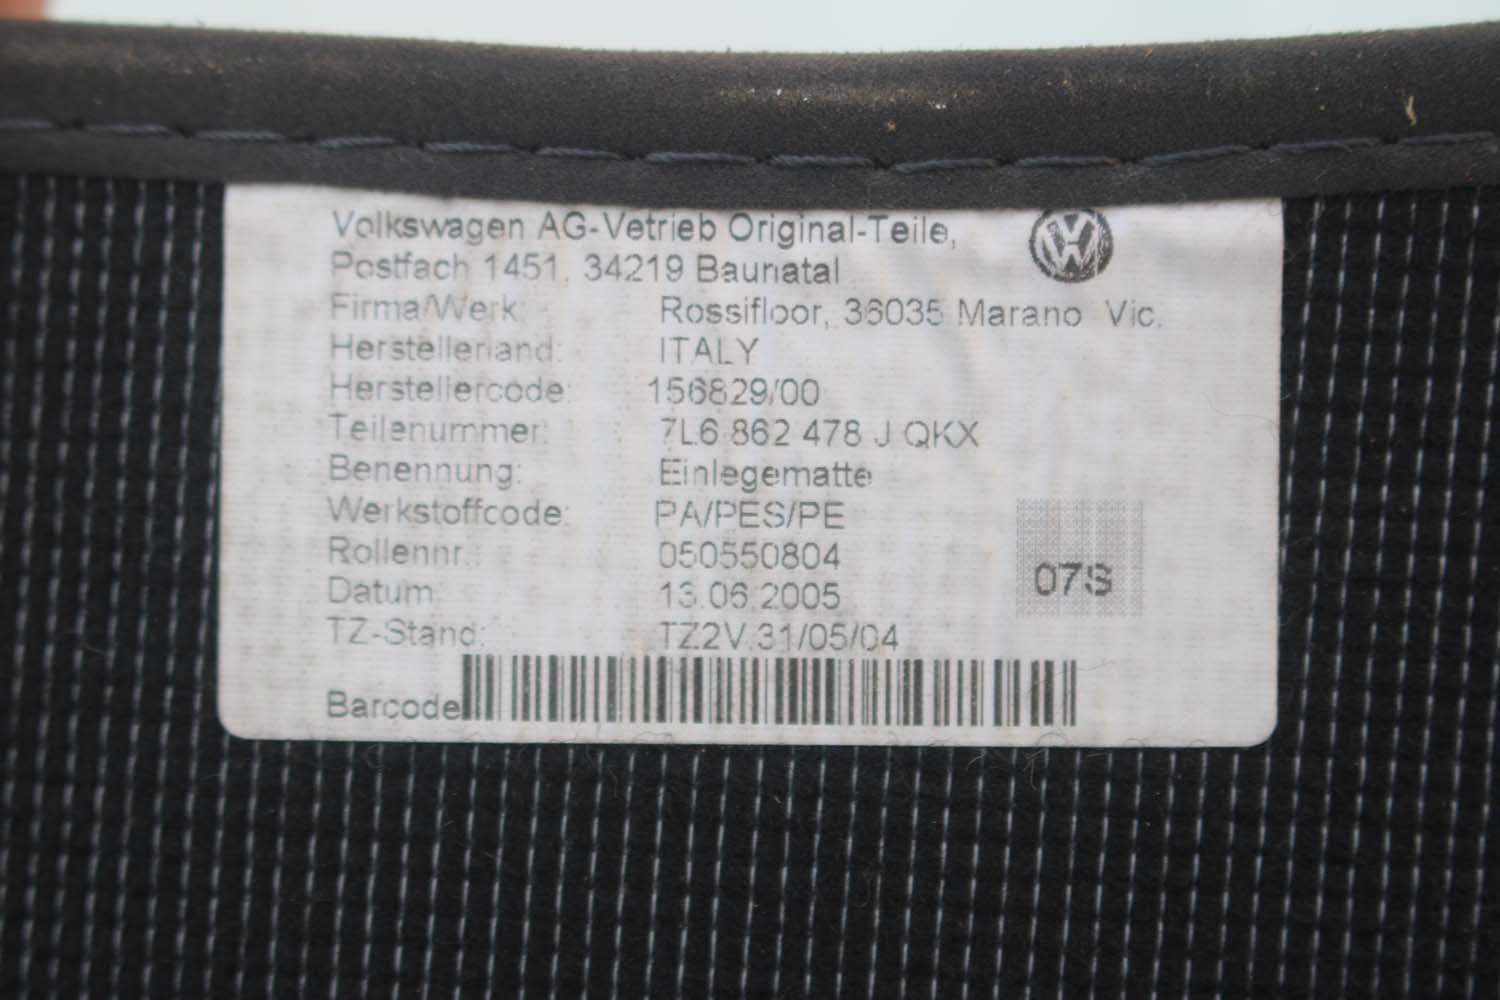 Volkswagen AG-Vetrieb Original-Teile,
Postfach 1451, 34219 Baunatal
Firma/Werk: Rossifloor, 36035 Marano Vic.
Herstellerland: ITALY
Herstellercode: 156829/00
Teilenummer: 7L6 862 478 J QKX
Benennung: Einlegematte
Werkstoffcode: PA/PES/PE
Rollennr.: 050550804
Datum 13.06.2005
TZ-Stand: TZ2V.31/05/04
07S
Barcode